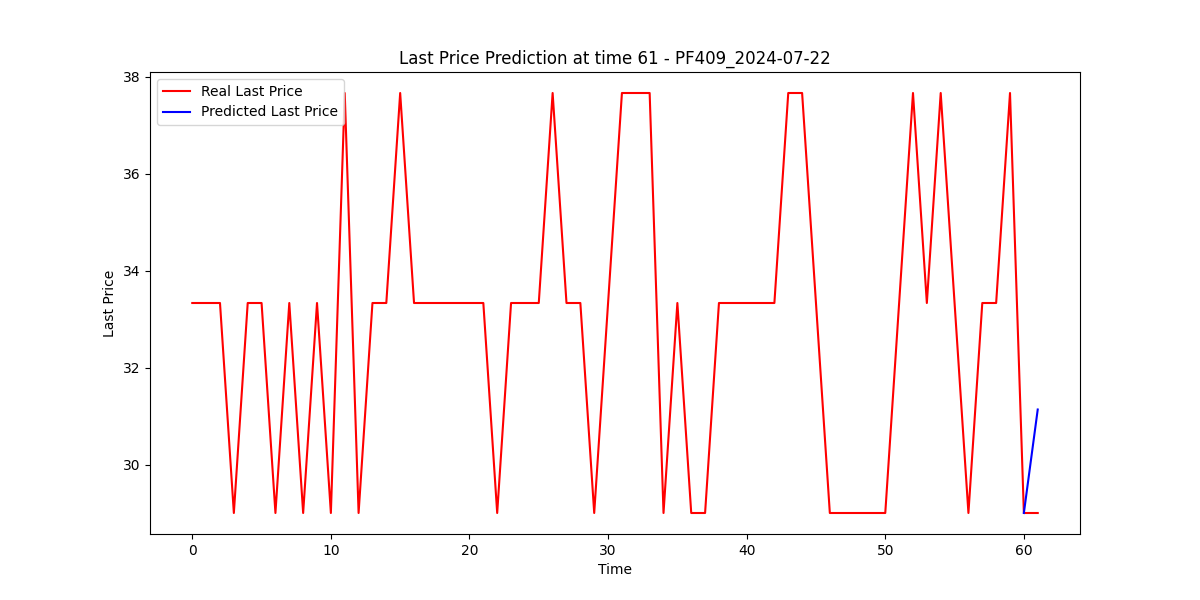 Last Price Prediction at time 61 - PF409_2024-07-22
Real Last Price
Predicted Last Price
38
36
34
32
30
Last Price
0 10 20 30 40 50 60
Time